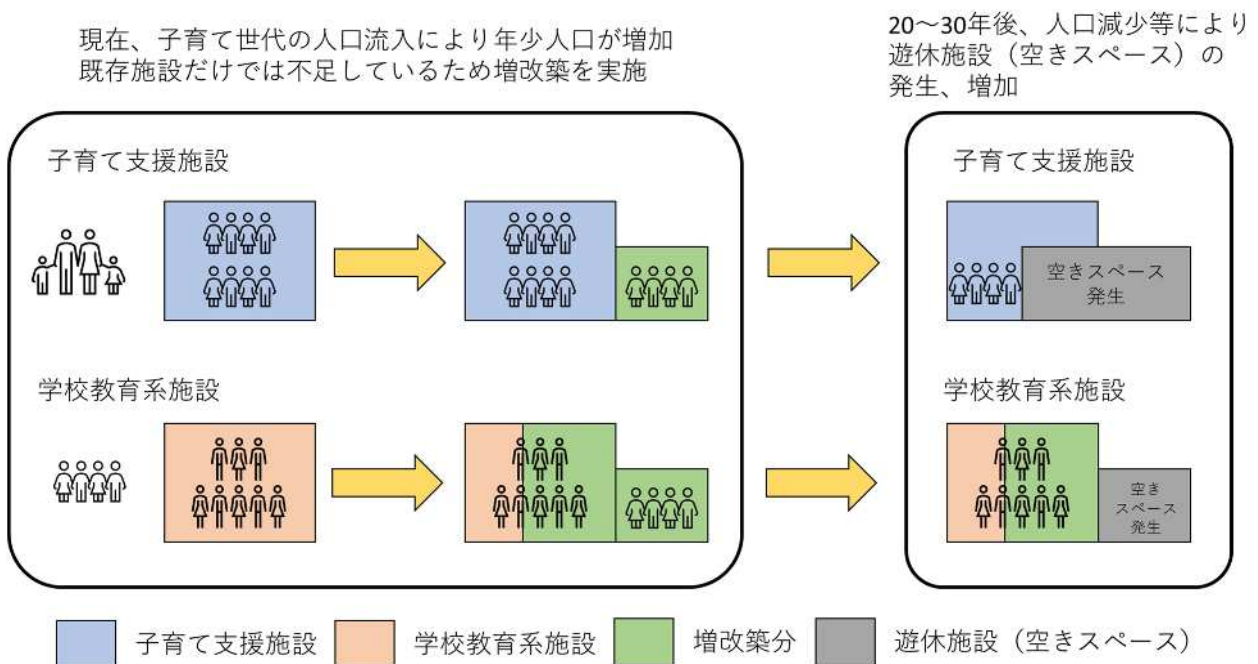 現在、子育て世代の人口流入により年少人口が増加
既存施設だけでは不足しているため増改築を実施
20～30年後、人口減少等により
遊休施設（空きスペース）の
発生、増加
子育て支援施設
子育て支援施設
空きスペース
発生
学校教育系施設
学校教育系施設
空き
スペース
発生
子育て支援施設
学校教育系施設
増改築分
遊休施設（空きスペース）